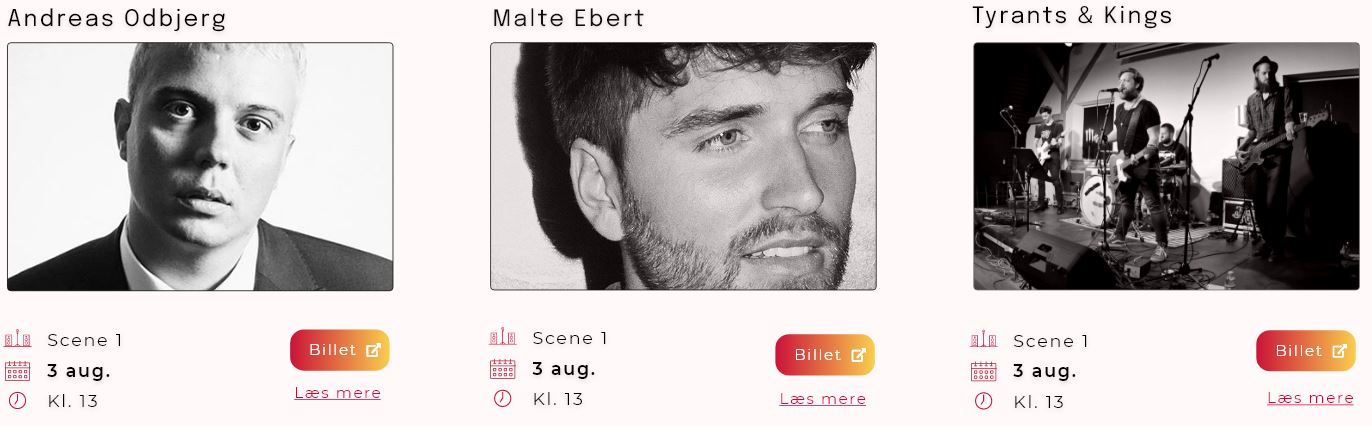 Andreas Odbjerg
Malte Ebert
Tyrants & Kings
Scene 1
3 aug.
Kl. 13
Billet
Læs mere
Scene 1
3 aug.
Kl. 13
Billet
Læs mere
Scene 1
3 aug.
Kl. 13
Billet
Læs mere